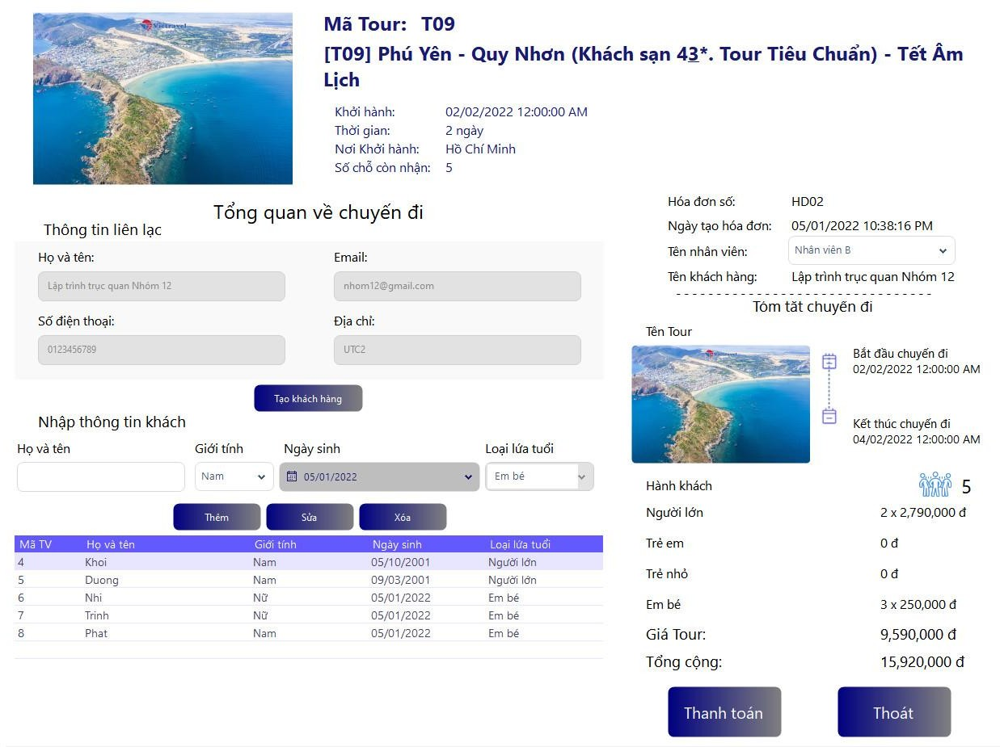 Vietravel
Mã Tour: T09
[T09] Phú Yên - Quy Nhơn (Khách sạn 43*. Tour Tiêu Chuẩn) - Tết Âm
Lịch
Khởi hành: 02/02/2022 12:00:00 AM
Thời gian: 2 ngày
Nơi Khởi hành: Hồ Chí Minh
Số chỗ còn nhận: 5
Tổng quan về chuyến đi
Thông tin liên lạc
Họ và tên: Email:
Lập trình trục quan Nhóm 12 nhom12@gmail.com
Số điện thoại: Địa chỉ:
0123456789 UTC2
Tạo khách hàng
Nhập thông tin khách
Họ và tên Giới tính Ngày sinh Loại lứa tuổi
Nam 05/01/2022 Em bé
Thêm Sửa Xóa
Mã TV Họ và tên Giới tính Ngày sinh Loại lứa tuổi
4 Khoi Nam 05/10/2001 Người lớn
5 Duong Nam 09/03/2001 Người lớn
6 Nhi Nữ 05/01/2022 Em bé
7 Trinh Nữ 05/01/2022 Em bé
8 Phat Nam 05/01/2022 Em bé
Hóa đơn số: HD02
Ngày tạo hóa đơn: 05/01/2022 10:38:16 PM
Tên nhân viên: Nhân viên B
Tên khách hàng: Lập trình trục quan Nhóm 12
Tóm tăt chuyến đi
Tên Tour
Vietravel
Bắt đầu chuyến đi
02/02/2022 12:00:00 AM
Kết thúc chuyến đi
04/02/2022 12:00:00 AM
Hành khách 5
Người lớn 2 x 2,790,000 đ
Trẻ em 0 đ
Trẻ nhỏ 0 đ
Em bé 3 x 250,000 đ
Giá Tour: 9,590,000 đ
Tổng cộng: 15,920,000 đ
Thanh toán Thoát